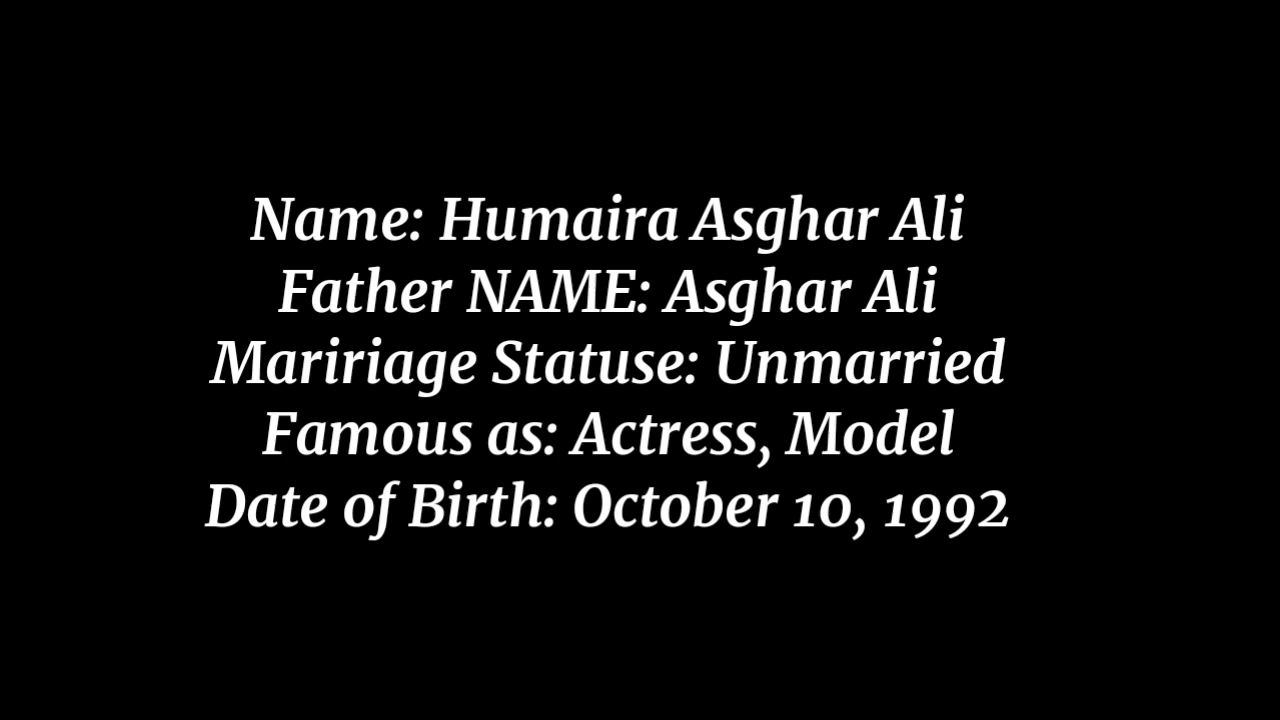 Name: Humaira Asghar Ali
Father NAME: Asghar Ali
Maririage Statuse: Unmarried
Famous as: Actress, Model
Date of Birth: October 10, 1992